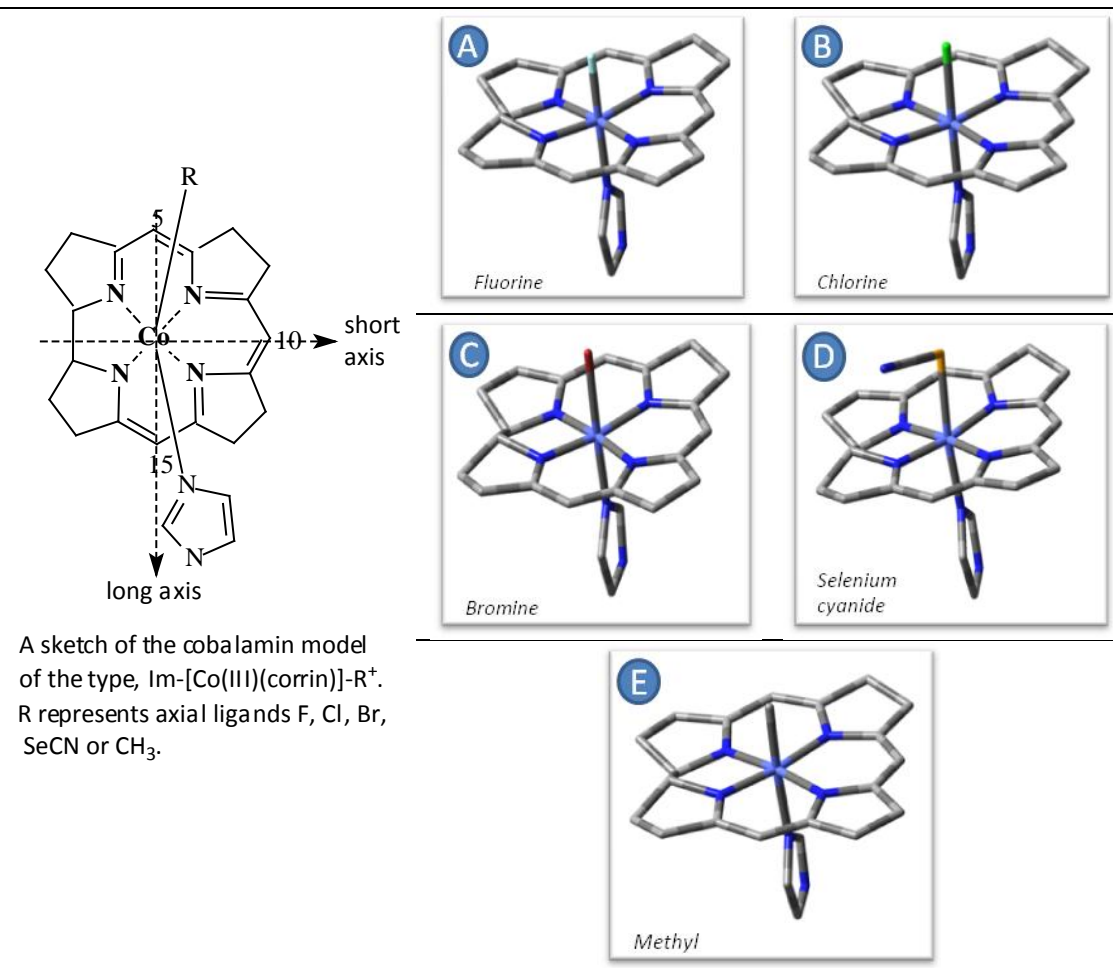 R
5
N
N
Co
10
short
axis
N
N
15
N
N
long axis
A sketch of the cobalamin model
of the type, Im-[Co(III)(corrin)]-R⁺.
R represents axial ligands F, Cl, Br,
SeCN or CH₃.
A
Fluorine
B
Chlorine
C
Bromine
D
Selenium
cyanide
E
Methyl